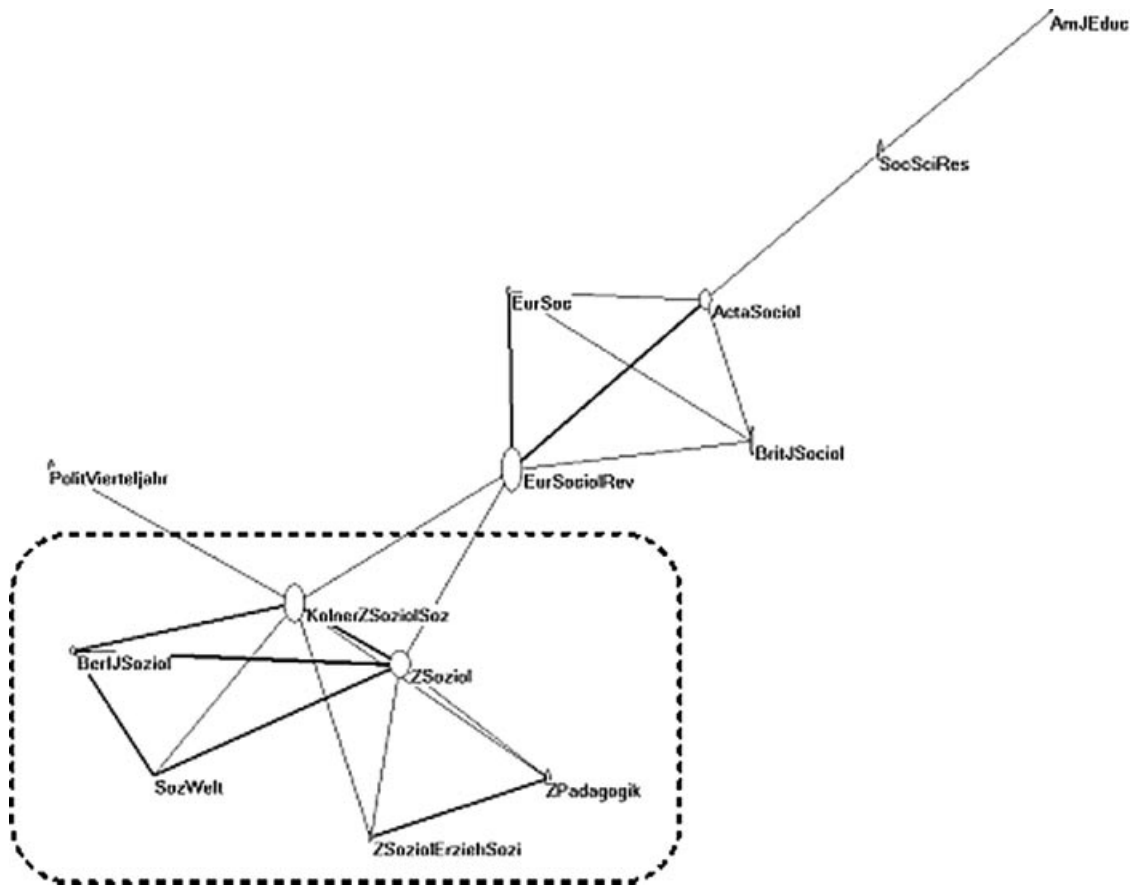 AmJEduc
SocSciRes
EurSoc
ActaSociol
BritJSociol
EurSociolRev
PolitVierteljahr
KolnerZSoziolSoz
BerlJSoziol
ZSoziol
SozWelt
ZPadagogik
ZSoziolErziehSozi